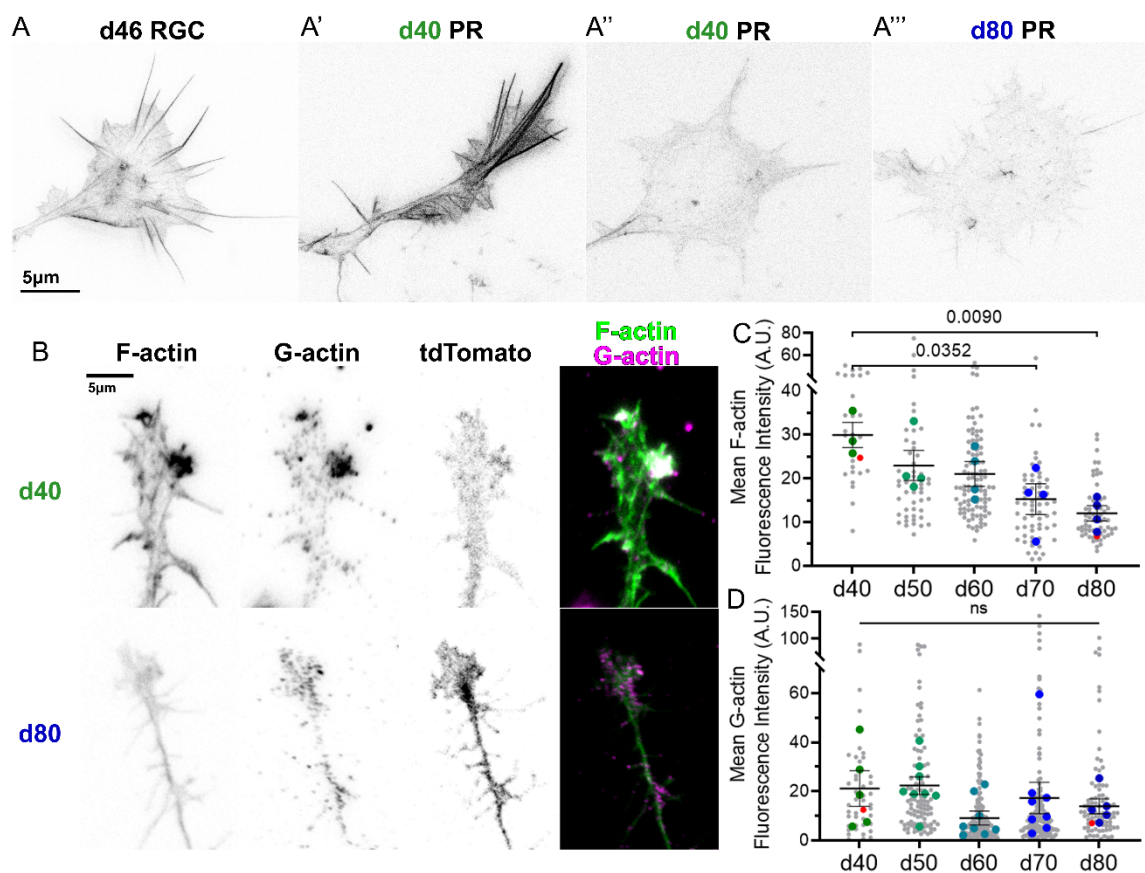 A d46 RGC
A' d40 PR
A'' d40 PR
A''' d80 PR
5µm
B F-actin G-actin tdTomato
F-actin
G-actin
5µm
d40
d80
C
Mean F-actin
Fluorescence Intensity (A.U.)
80
60
40
30
20
10
0
0.0090
0.0352
d40 d50 d60 d70 d80
D
Mean G-actin
Fluorescence Intensity (A.U.)
150
100
60
40
20
0
ns
d40 d50 d60 d70 d80